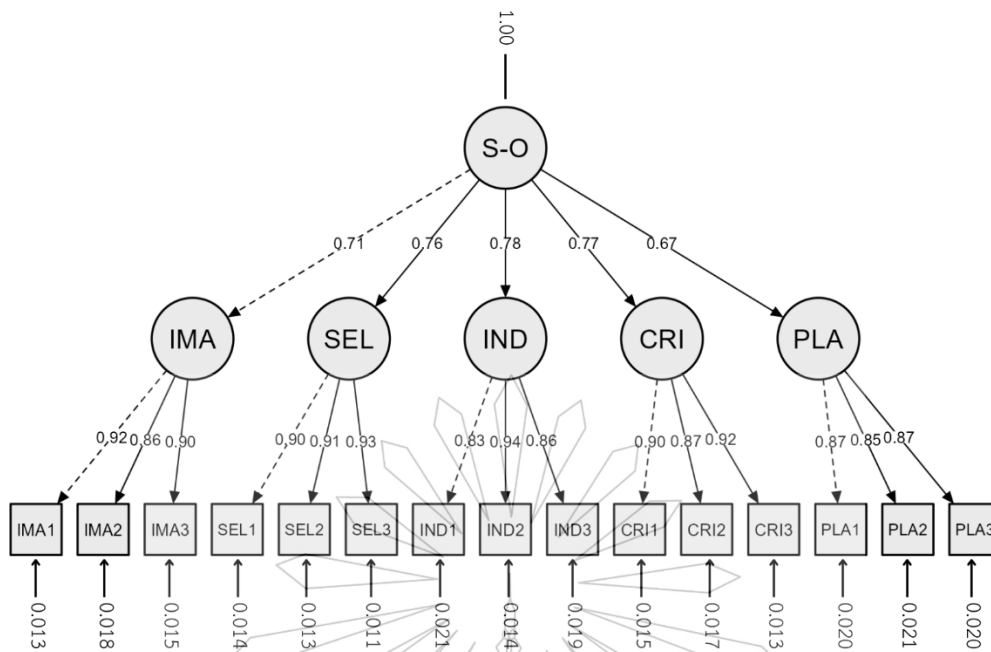 1.00
S-O
0.71 0.76 0.78 0.77 0.67
IMA SEL IND CRI PLA
0.92 0.86 0.90 0.90 0.91 0.93 0.83 0.94 0.86 0.90 0.87 0.92 0.87 0.85 0.87
IMA1 IMA2 IMA3 SEL1 SEL2 SEL3 IND1 IND2 IND3 CRI1 CRI2 CRI3 PLA1 PLA2 PLA3
0.013 0.018 0.015 0.014 0.013 0.011 0.021 0.014 0.019 0.015 0.017 0.013 0.020 0.021 0.020